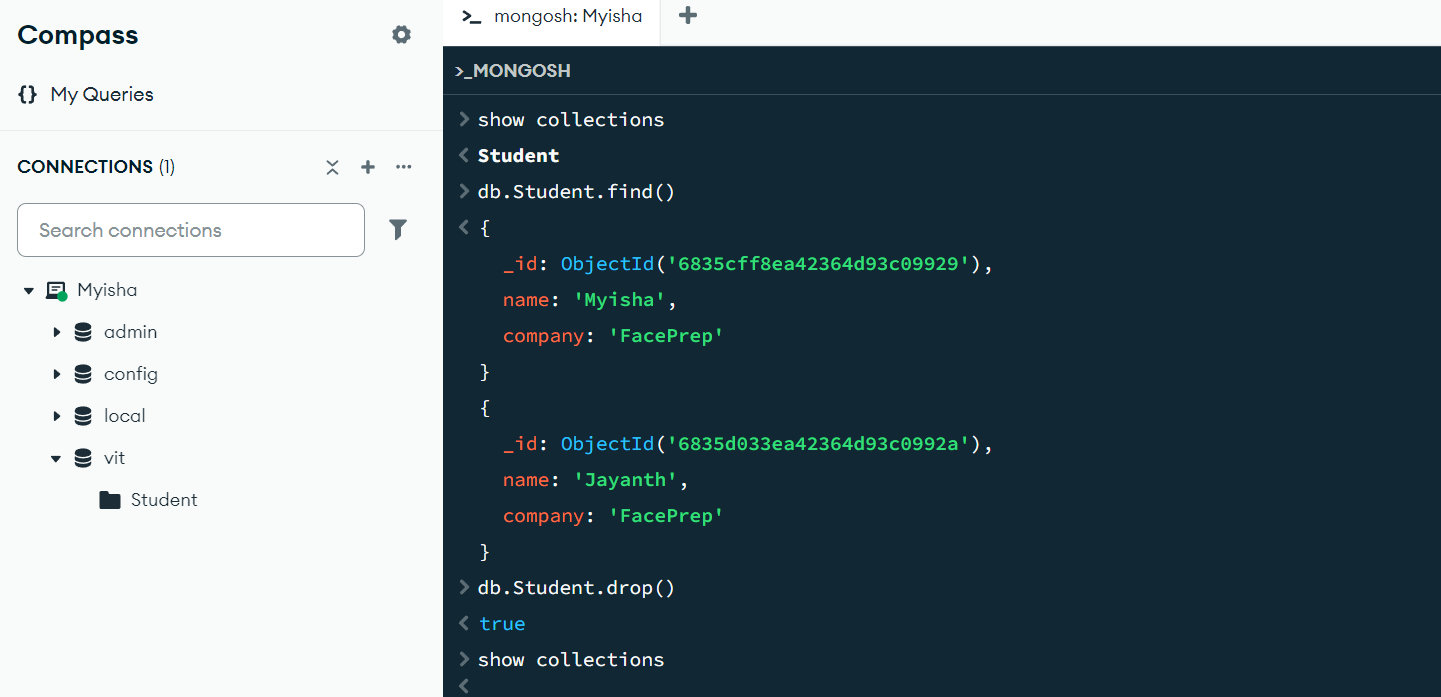 Compass
My Queries
CONNECTIONS (1)
Search connections
Myisha
admin
config
local
vit
Student
>_ mongosh: Myisha
>_MONGOSH
> show collections
< Student
> db.Student.find()
< {
_id: ObjectId('6835cff8ea42364d93c09929'),
name: 'Myisha',
company: 'FacePrep'
}
{
_id: ObjectId('6835d033ea42364d93c0992a'),
name: 'Jayanth',
company: 'FacePrep'
}
> db.Student.drop()
< true
> show collections
<